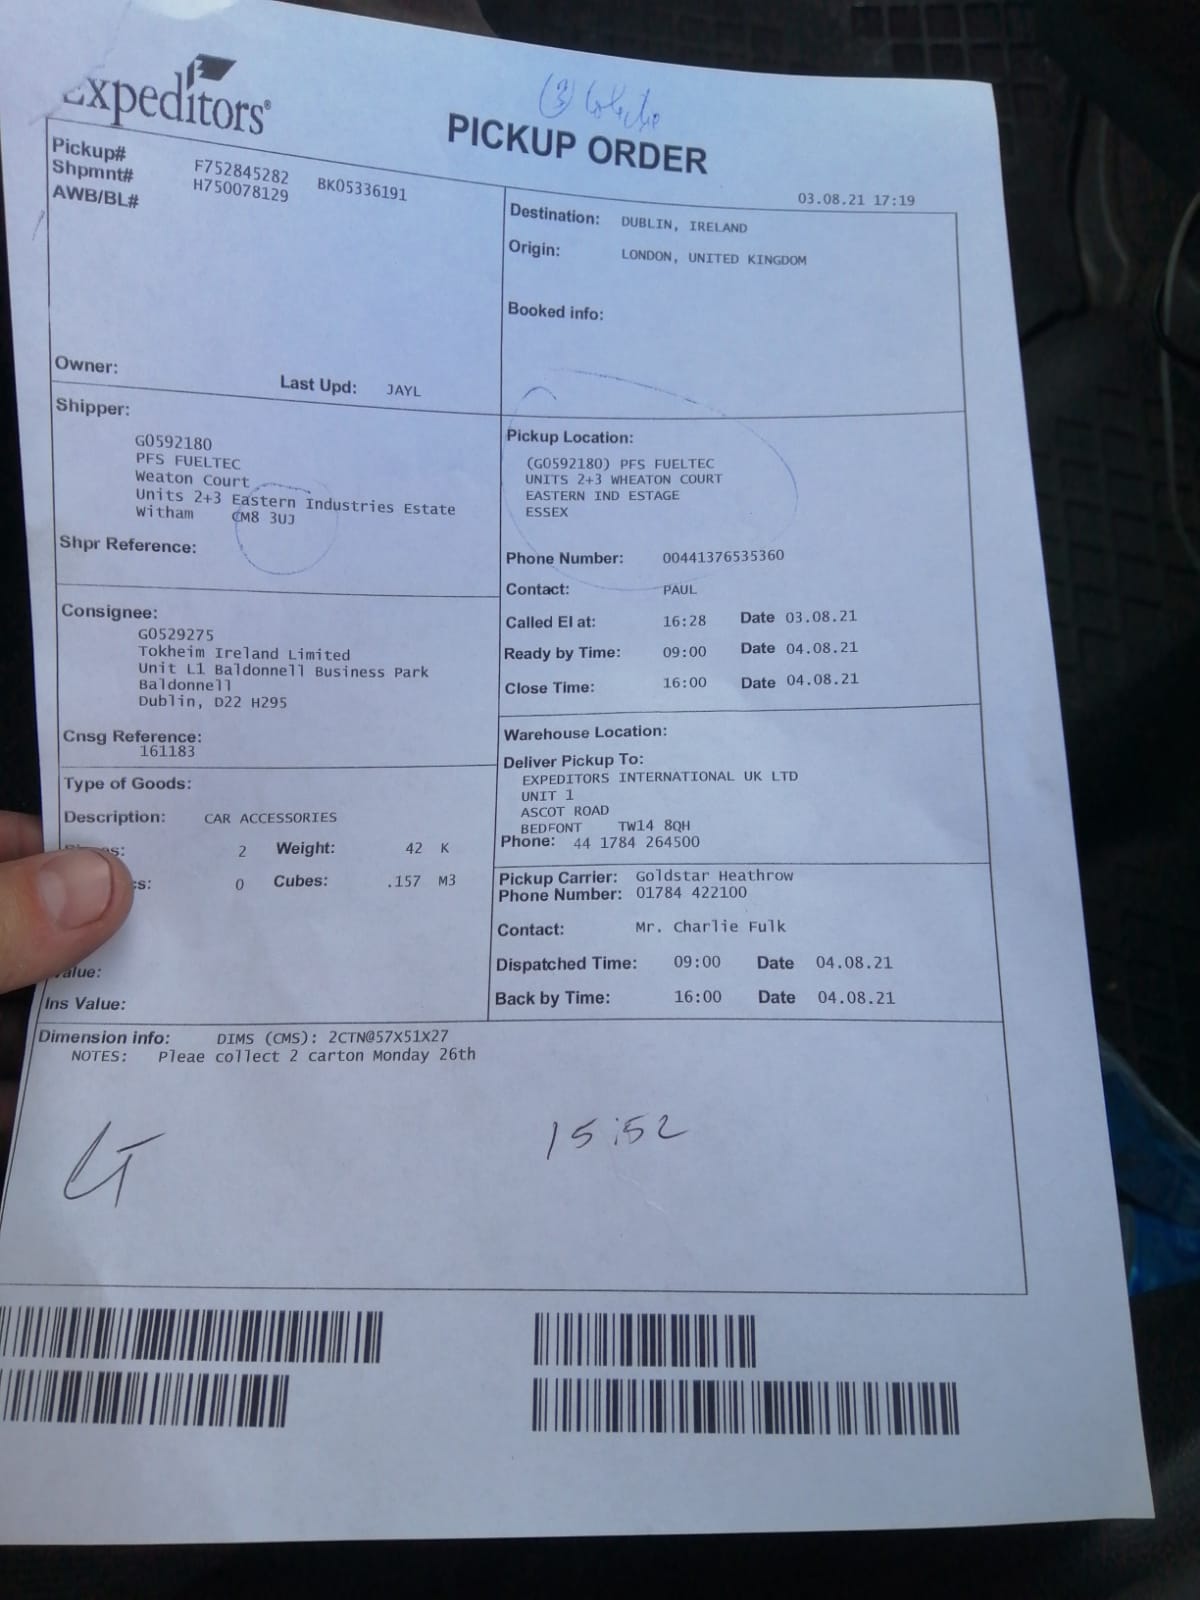 Expeditors®
PICKUP ORDER
03.08.21 17:19
Pickup# F752845282 BK05336191
Shpmnt# H750078129
AWB/BL#
Owner:
Last Upd: JAYL
Destination: DUBLIN, IRELAND
Origin: LONDON, UNITED KINGDOM
Booked info:
Shipper:
G0592180
PFS FUELTEC
Weaton Court
Units 2+3 Eastern Industries Estate
Witham CM8 3UJ
Shpr Reference:
Pickup Location:
(G0592180) PFS FUELTEC
UNITS 2+3 WHEATON COURT
EASTERN IND ESTAGE
ESSEX
Phone Number: 00441376535360
Contact: PAUL
Called EI at: 16:28 Date 03.08.21
Ready by Time: 09:00 Date 04.08.21
Close Time: 16:00 Date 04.08.21
Consignee:
G0529275
Tokheim Ireland Limited
Unit L1 Baldonnell Business Park
Baldonnell
Dublin, D22 H295
Cnsg Reference:
161183
Warehouse Location:
Deliver Pickup To:
EXPEDITORS INTERNATIONAL UK LTD
UNIT 1
ASCOT ROAD
BEDFONT TW14 8QH
Phone: 44 1784 264500
Type of Goods:
Description: CAR ACCESSORIES
2 Weight: 42 K
0 Cubes: .157 M3
Value:
Ins Value:
Pickup Carrier: Goldstar Heathrow
Phone Number: 01784 422100
Contact: Mr. Charlie Fulk
Dispatched Time: 09:00 Date 04.08.21
Back by Time: 16:00 Date 04.08.21
Dimension info: DIMS (CMS): 2CTN@57X51X27
NOTES: Pleae collect 2 carton Monday 26th
15:52